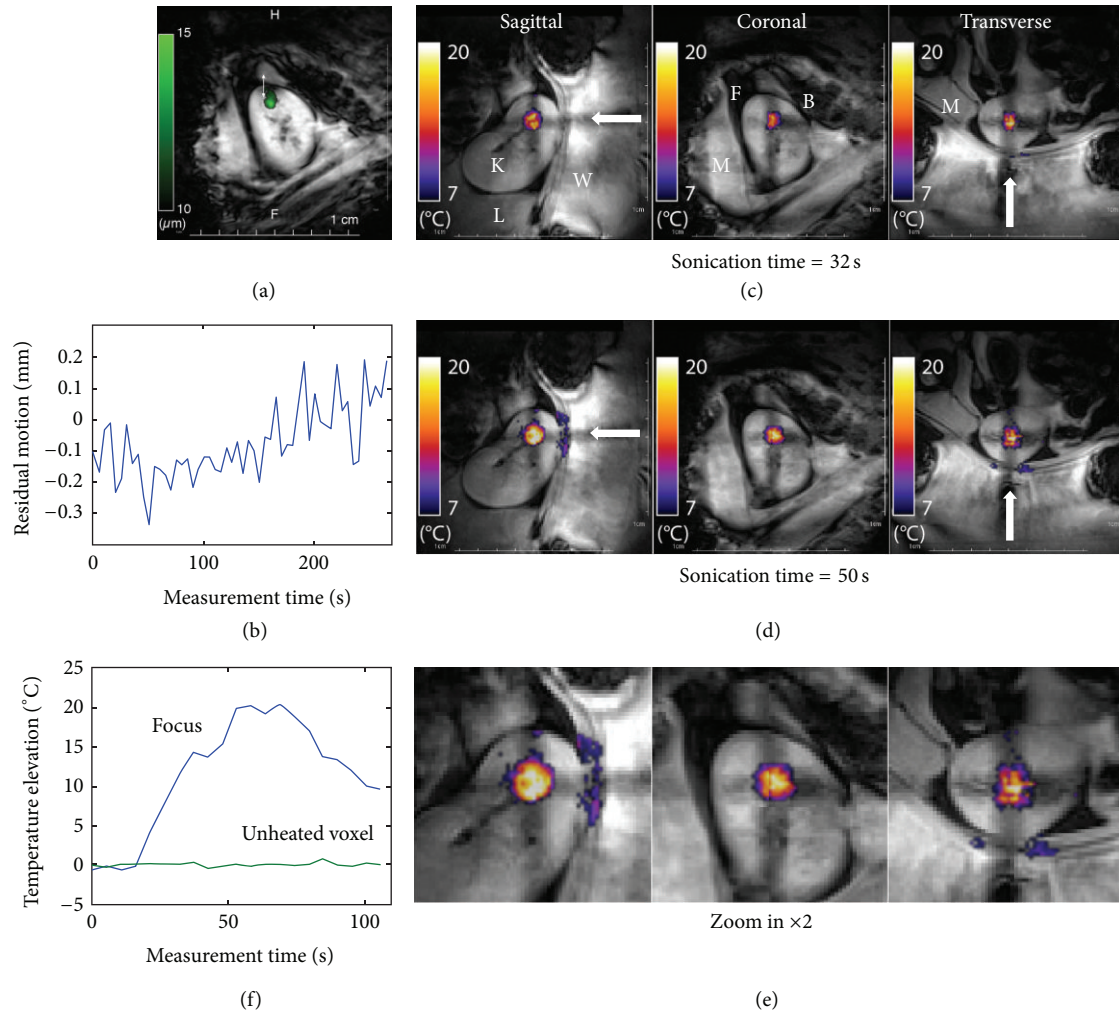 15
10
(μm)
H
F
1 cm
(a)
Sagittal
Coronal
Transverse
20
7
(°C)
K
W
L
20
7
(°C)
F
B
M
20
7
(°C)
M
Sonication time = 32 s
(c)
Residual motion (mm)
0.2
0.1
0
−0.1
−0.2
−0.3
0
100
200
Measurement time (s)
(b)
20
7
(°C)
20
7
(°C)
20
7
(°C)
Sonication time = 50 s
(d)
Temperature elevation (°C)
25
20
15
10
5
0
−5
Focus
Unheated voxel
0
50
100
Measurement time (s)
(f)
Zoom in ×2
(e)